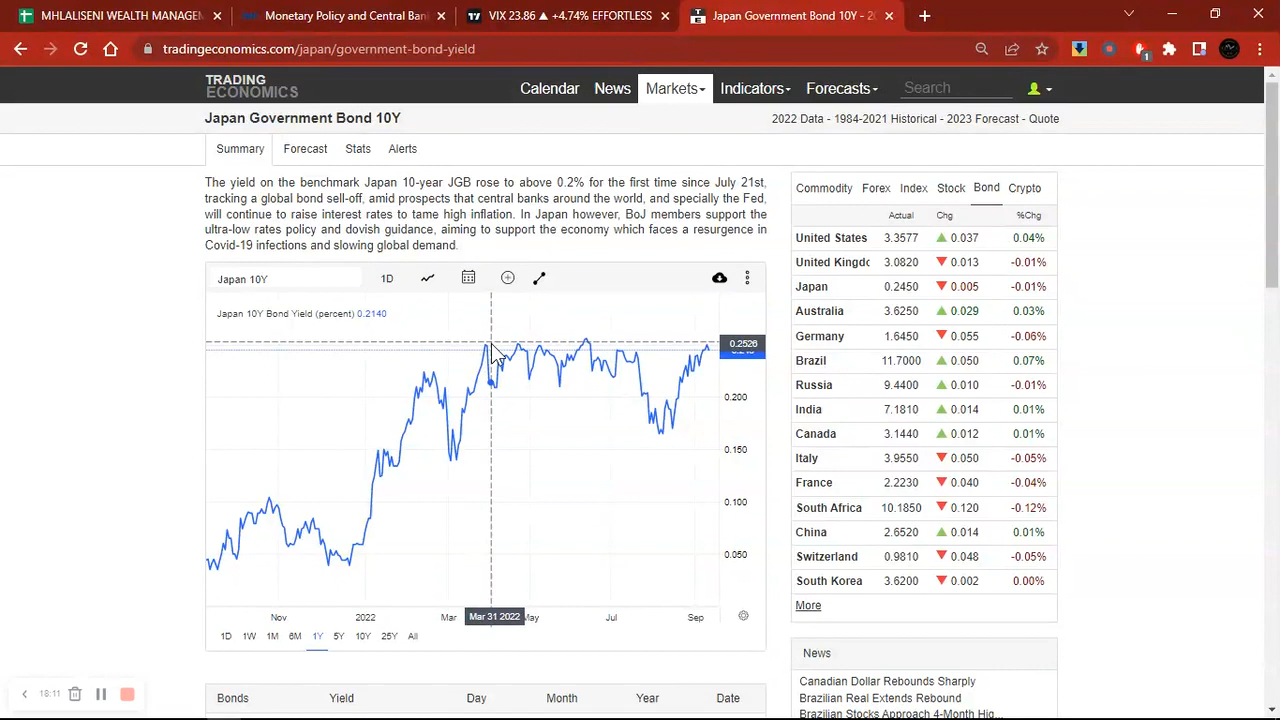 MHLALISENI WEALTH MANAGEM
Monetary Policy and Central Ban
VIX 23.86 ▲ +4.74% EFFORTLESS
Japan Government Bond 10Y - 20
tradingeconomics.com/japan/government-bond-yield
1
TRADING
ECONOMICS
Calendar
News
Markets
Indicators
Forecasts
Search
Japan Government Bond 10Y
2022 Data - 1984-2021 Historical - 2023 Forecast - Quote
Summary
Forecast
Stats
Alerts
The yield on the benchmark Japan 10-year JGB rose to above 0.2% for the first time since July 21st,
tracking a global bond sell-off, amid prospects that central banks around the world, and specially the Fed,
will continue to raise interest rates to tame high inflation. In Japan however, BoJ members support the
ultra-low rates policy and dovish guidance, aiming to support the economy which faces a resurgence in
Covid-19 infections and slowing global demand.
Japan 10Y
1D
Japan 10Y Bond Yield (percent) 0.2140
0.2526
0.200
0.150
0.100
0.050
Nov
2022
Mar
Mar 31 2022
May
Jul
Sep
1D 1W 1M 6M 1Y 5Y 10Y 25Y All
Commodity Forex Index Stock Bond Crypto
Actual Chg %Chg
United States 3.3577 ▲ 0.037 0.04%
United Kingdo 3.0820 ▼ 0.013 -0.01%
Japan 0.2450 ▼ 0.005 -0.01%
Australia 3.6250 ▲ 0.029 0.03%
Germany 1.6450 ▼ 0.055 -0.06%
Brazil 11.7000 ▲ 0.050 0.07%
Russia 9.4400 ▲ 0.010 -0.01%
India 7.1810 ▲ 0.014 0.01%
Canada 3.1440 ▲ 0.012 0.01%
Italy 3.9550 ▼ 0.050 -0.05%
France 2.2230 ▼ 0.040 -0.04%
South Africa 10.1850 ▼ 0.120 -0.12%
China 2.6520 ▲ 0.014 0.01%
Switzerland 0.9810 ▼ 0.048 -0.05%
South Korea 3.6200 ▼ 0.002 0.00%
More
News
Canadian Dollar Rebounds Sharply
Brazilian Real Extends Rebound
Brazilian Stocks Approach 4-Month Hig...
Bonds Yield Day Month Year Date
18:11